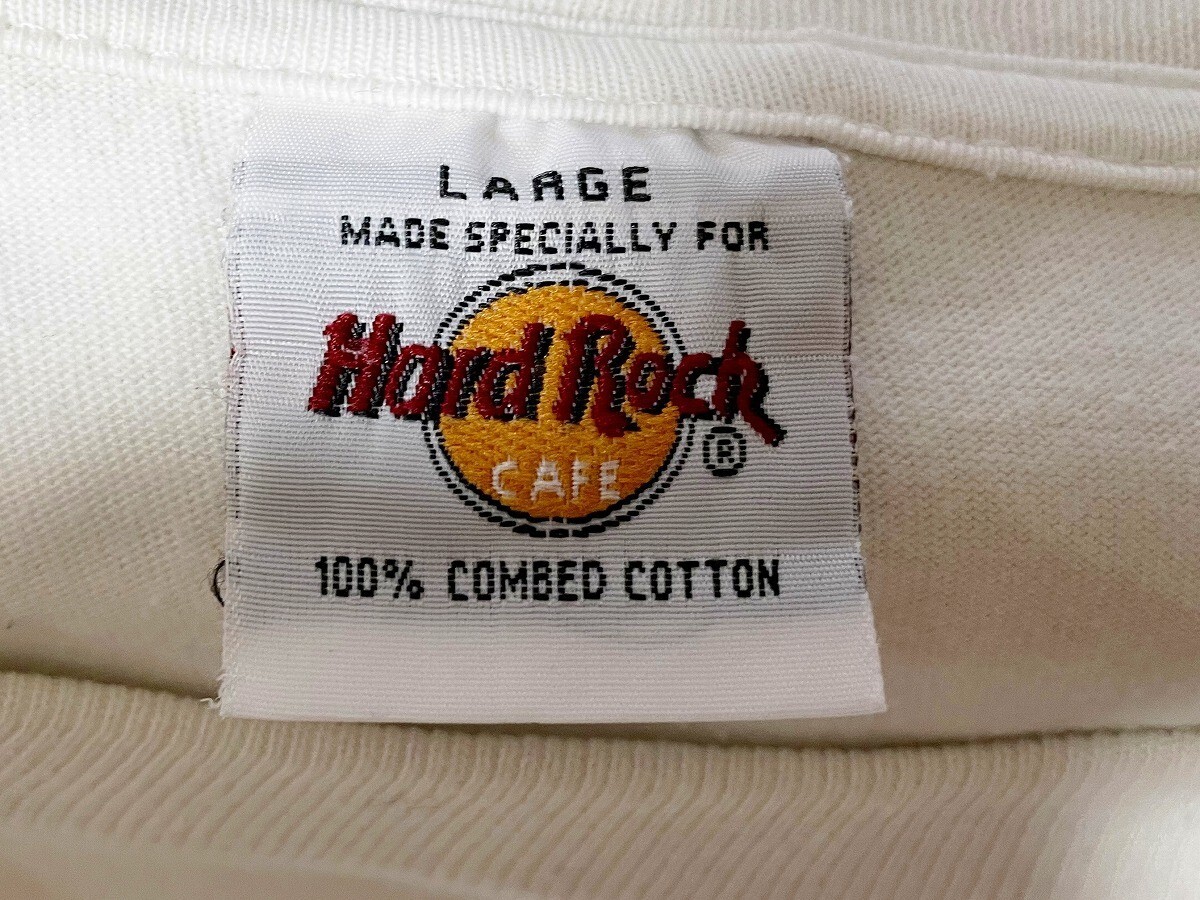 LARGE
MADE SPECIALLY FOR
Hard Rock
CAFE
®
100% COMBED COTTON